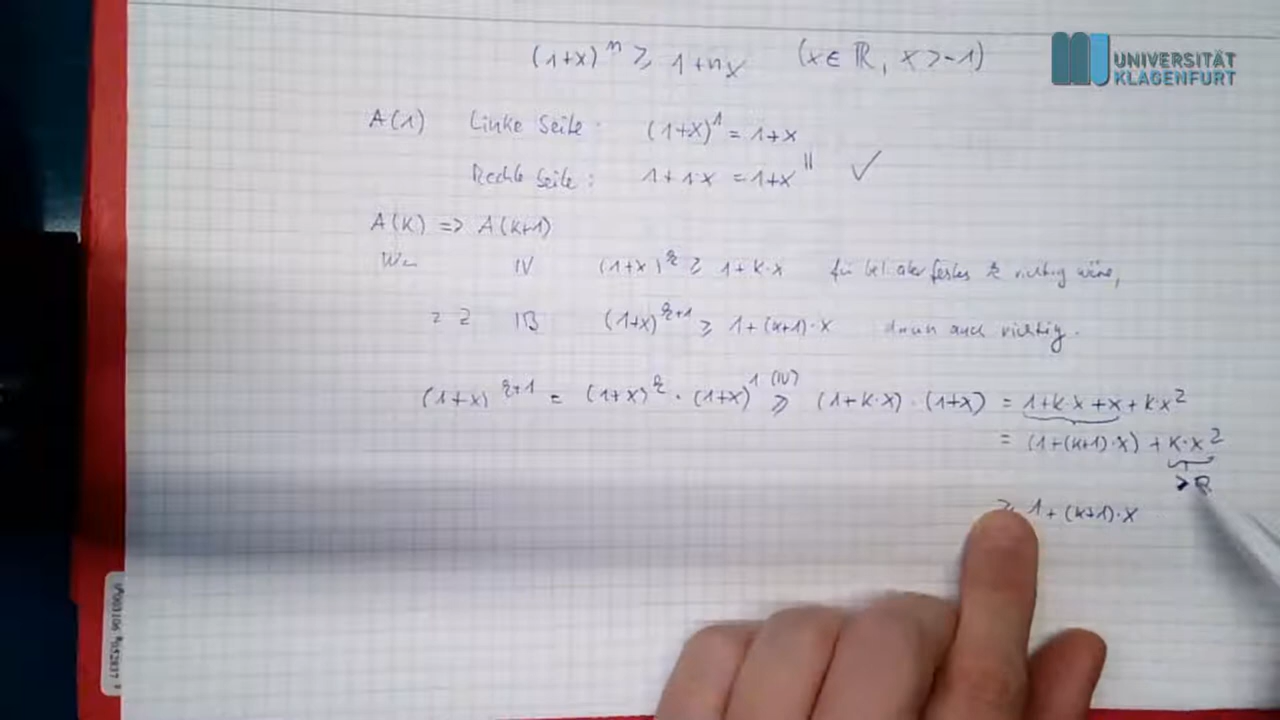 (1+x)^n ≥ 1+nx (x∈ℝ, x>-1)
UNIVERSITÄT
KLAGENFURT
A(1) Linke Seite: (1+x)^1 = 1+x
Rechte Seite: 1+1·x = 1+x ✓
A(k) => A(k+1)
IV (1+x)^k ≥ 1+k·x für bel. aber festes k richtig wäre,
z z IB (1+x)^{k+1} ≥ 1+(k+1)·x dann auch richtig.
(1+x)^{k+1} = (1+x)^k · (1+x)^1 ≥ (IV) (1+k·x)·(1+x) = 1+k·x+x+k·x^2
= (1+(k+1)·x)+k·x^2
≥ 1+(k+1)·x